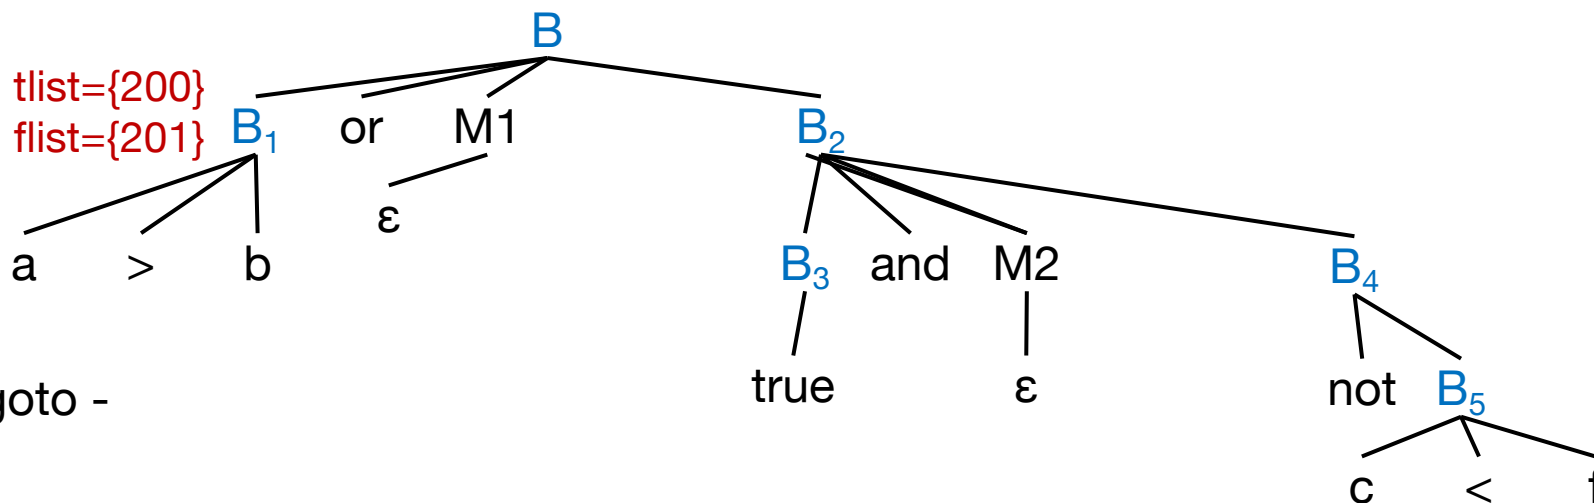 B
tlist={200}
flist={201} B₁ or M1 B₂
ε
a > b B₃ and M2 B₄
true ε not B₅
goto -
c <